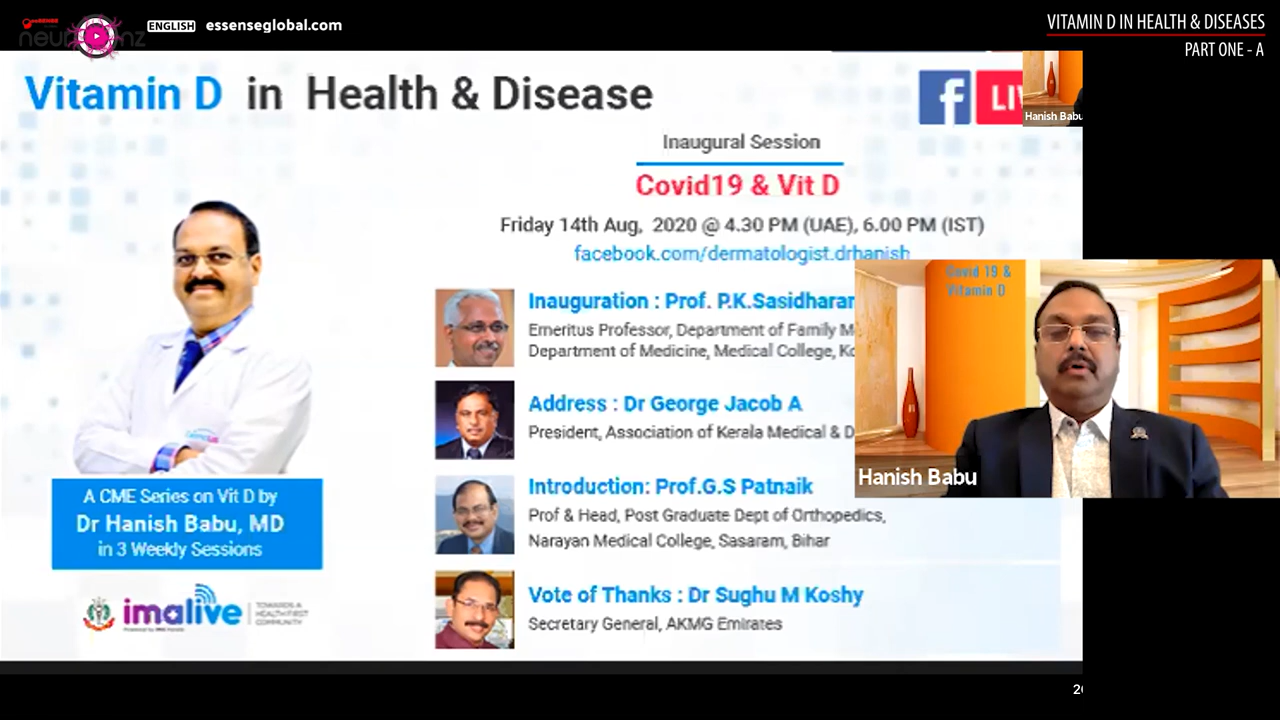 ENGLISH
essenseglobal.com
VITAMIN D IN HEALTH & DISEASES
PART ONE - A
Vitamin D in Health & Disease
Hanish Babu
Inaugural Session
Covid19 & Vit D
Friday 14th Aug, 2020 @ 4.30 PM (UAE), 6.00 PM (IST)
facebook.com/dermatologist.drhanish
Covid 19 &
Vitamin D
Hanish Babu
Inauguration : Prof. P.K.Sasidharan
Emeritus Professor, Department of Family
Department of Medicine, Medical College,
Address : Dr George Jacob A
President, Association of Kerala Medical & D
Introduction: Prof.G.S Patnaik
Prof & Head, Post Graduate Dept of Orthopedics,
Narayan Medical College, Sasaram, Bihar
Vote of Thanks : Dr Sughu M Koshy
Secretary General, AKMG Emirates
A CME Series on Vit D by
Dr Hanish Babu, MD
in 3 Weekly Sessions
imalive
TOWARDS A
HEALTH FIRST
COMMUNITY